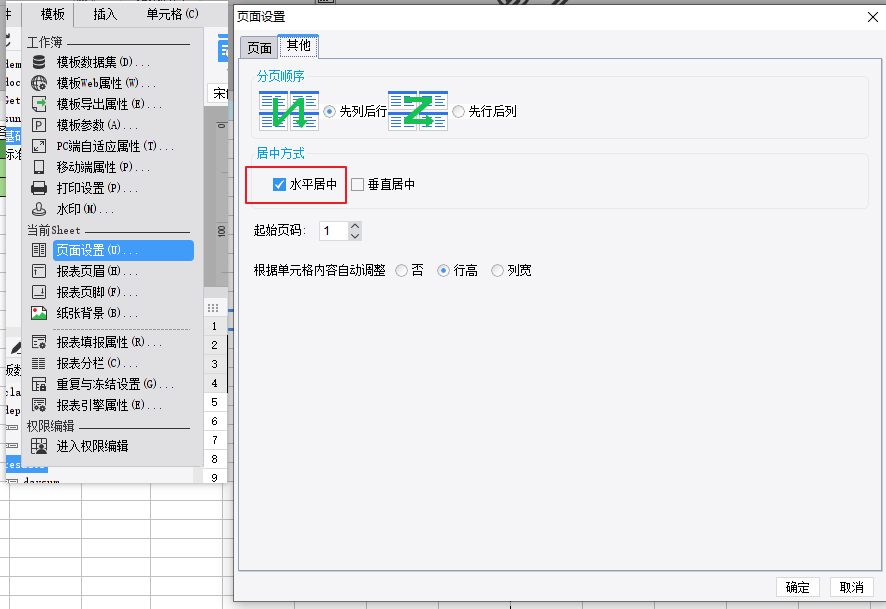 模板 插入 单元格(C)
工作簿
模板数据集(D)...
模板Web属性(W)...
模板导出属性(E)...
模板参数(A)...
PC端自适应属性(T)...
移动端属性(P)...
打印设置(P)...
水印(M)...
当前Sheet
页面设置(U)...
报表页眉(H)...
报表页脚(F)...
纸张背景(B)...
报表填报属性(R)...
报表分栏(C)...
重复与冻结设置(G)...
报表引擎属性(E)...
权限编辑
进入权限编辑
0
100
1
2
3
4
5
6
7
8
9
页面设置
页面 其他
分页顺序
先列后行 先行后列
居中方式
水平居中 垂直居中
起始页码: 1
根据单元格内容自动调整 否 行高 列宽
确定 取消